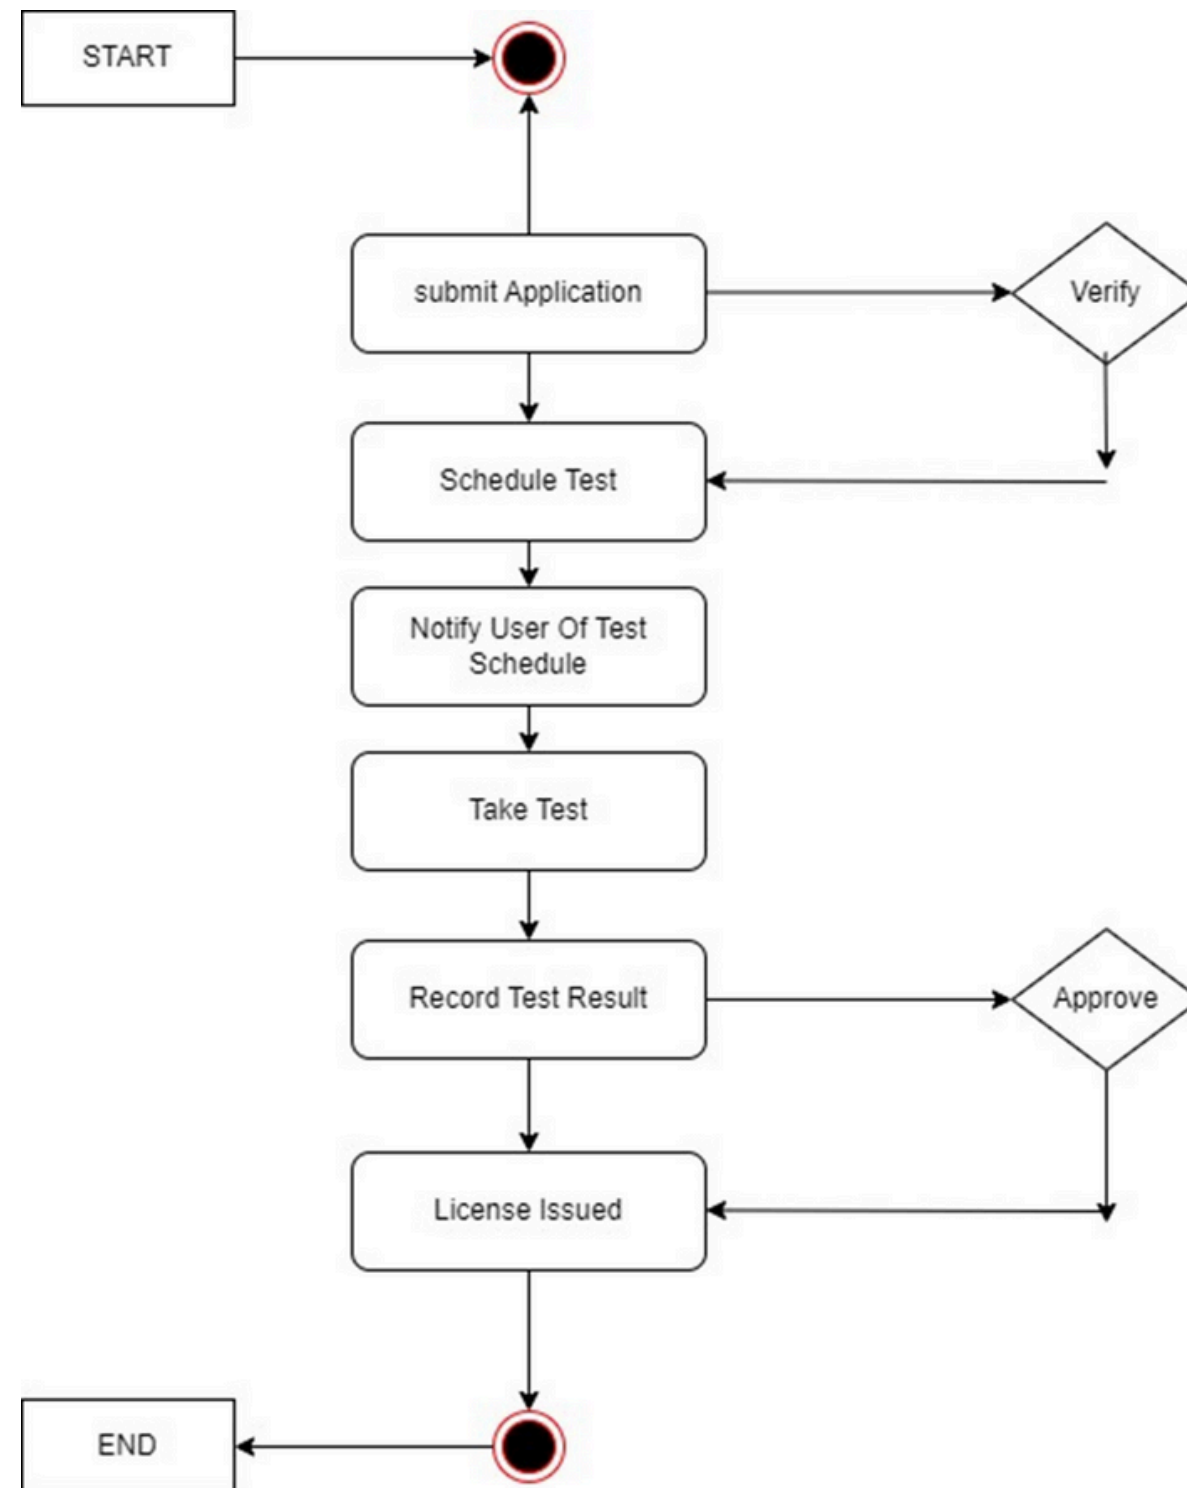 START
submit Application
Verify
Schedule Test
Notify User Of Test
Schedule
Take Test
Record Test Result
Approve
License Issued
END